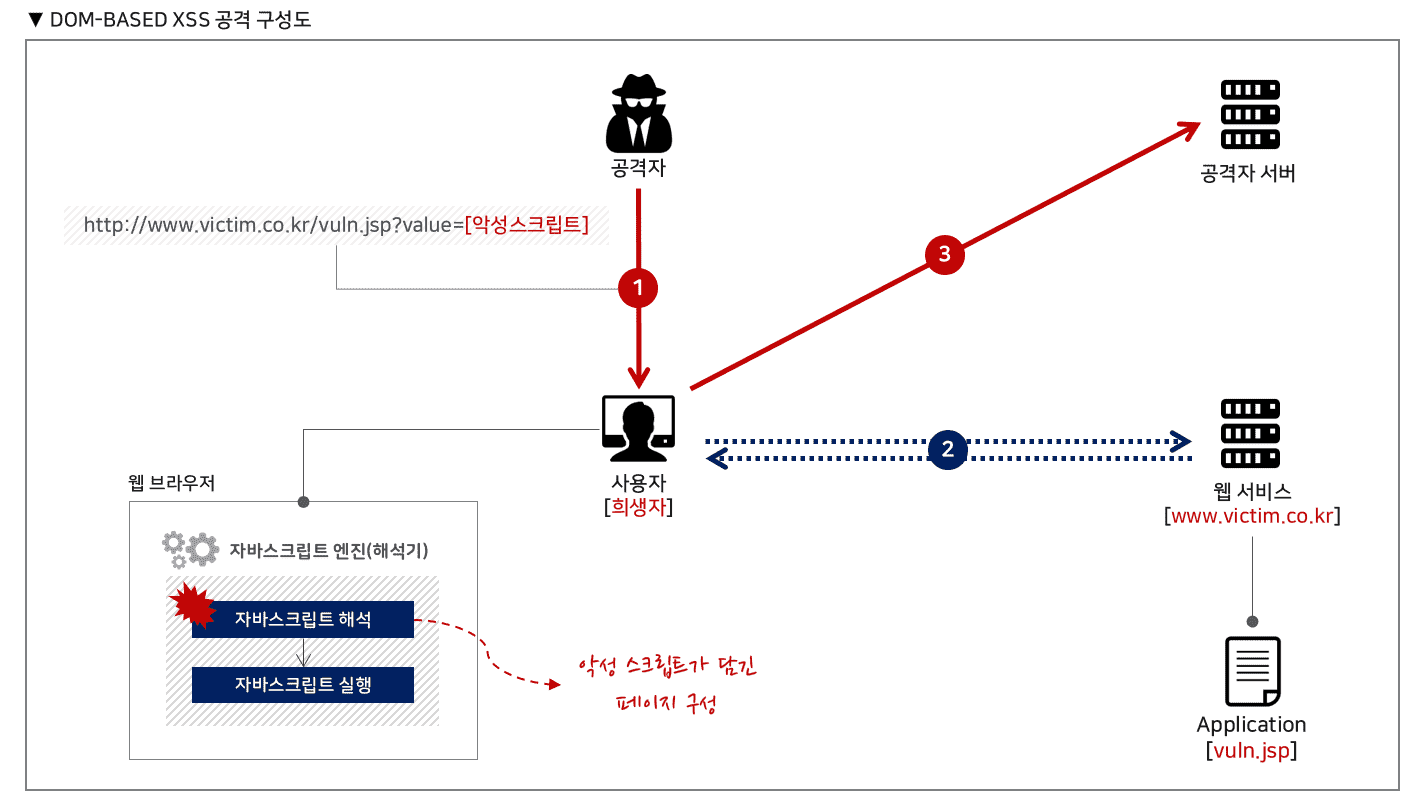 ▼ DOM-BASED XSS 공격 구성도
공격자
공격자 서버
http://www.victim.co.kr/vuln.jsp?value=[악성스크립트]
1
3
2
사용자
[희생자]
웹 서비스
[www.victim.co.kr]
웹 브라우저
자바스크립트 엔진(해석기)
자바스크립트 해석
자바스크립트 실행
악성 스크립트가 담긴
페이지 구성
Application
[vuln.jsp]